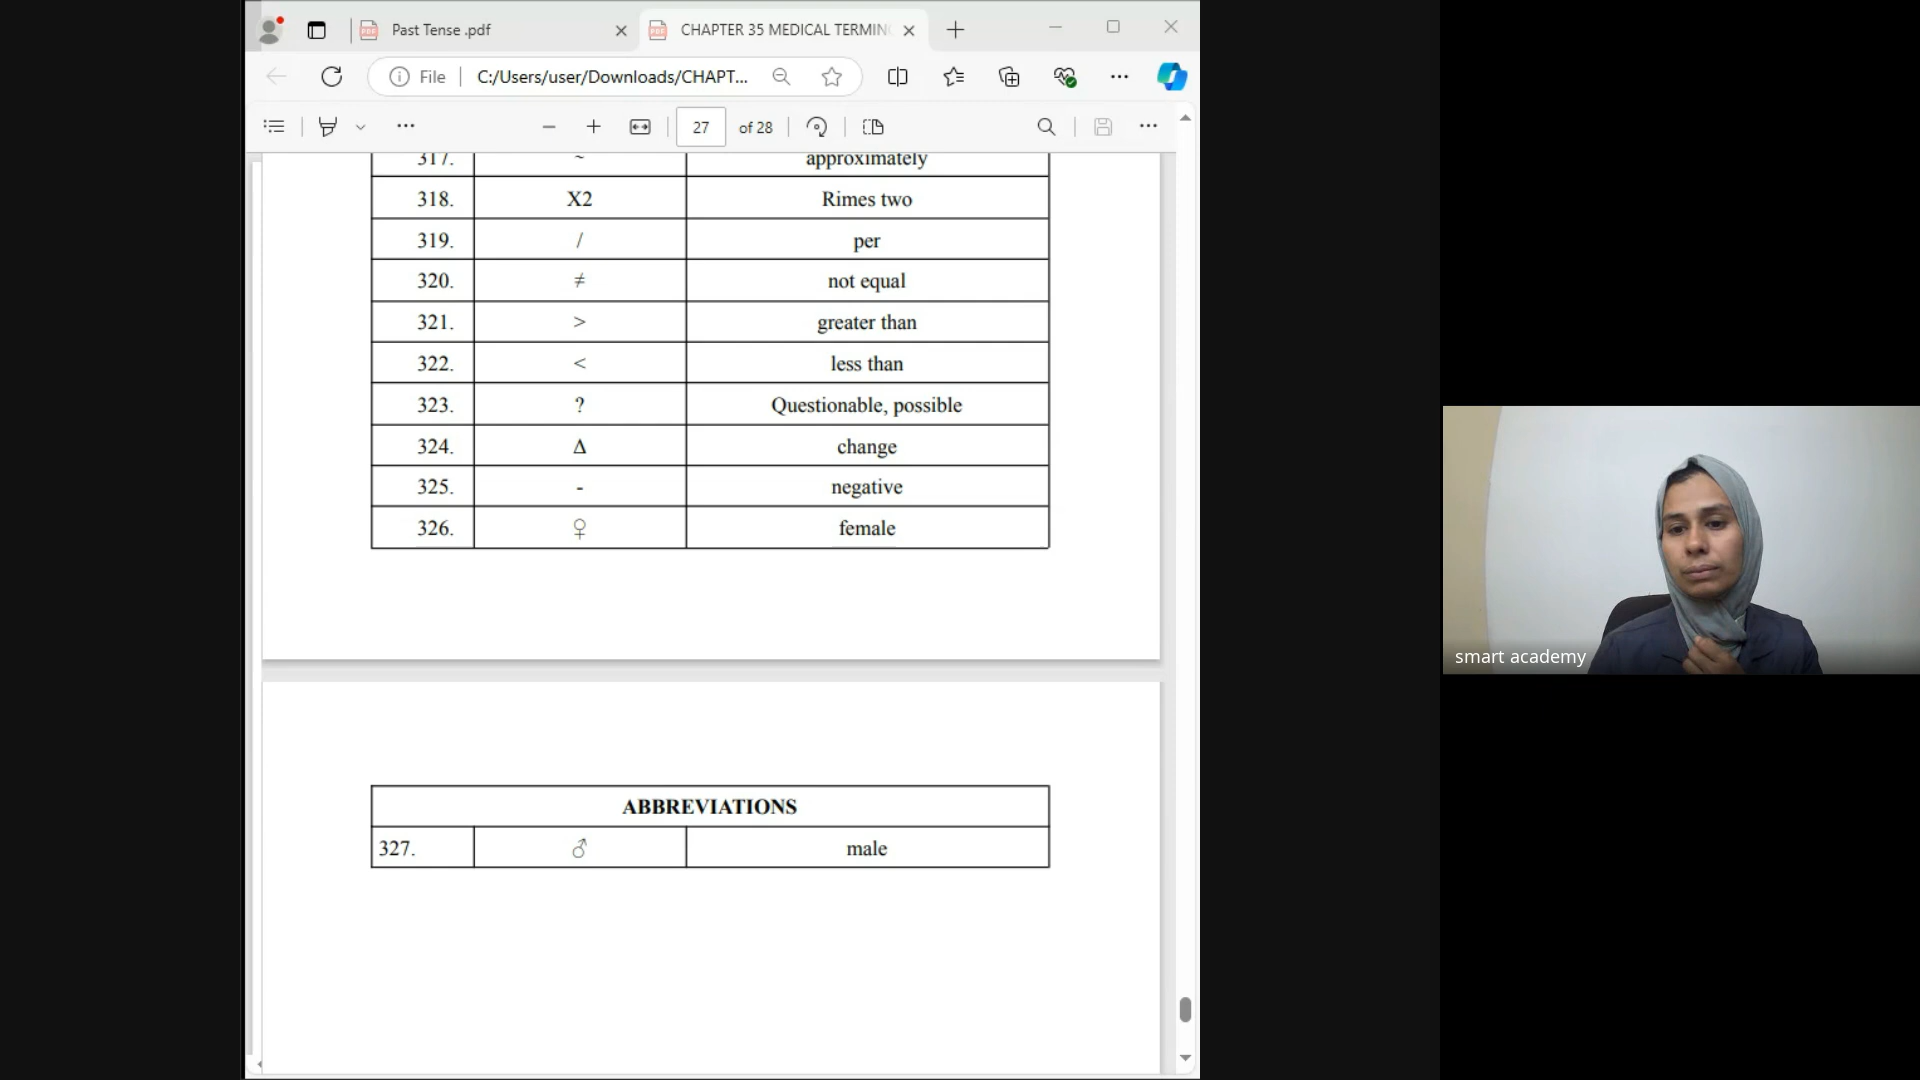 Past Tense .pdf
CHAPTER 35 MEDICAL TERMIN
File
C:/Users/user/Downloads/CHAPT...
27 of 28
317. ~ approximately
318. X2 Rimes two
319. / per
320. ≠ not equal
321. > greater than
322. < less than
323. ? Questionable, possible
324. Δ change
325. - negative
326. ♀ female
ABBREVIATIONS
327. ♂ male
smart academy